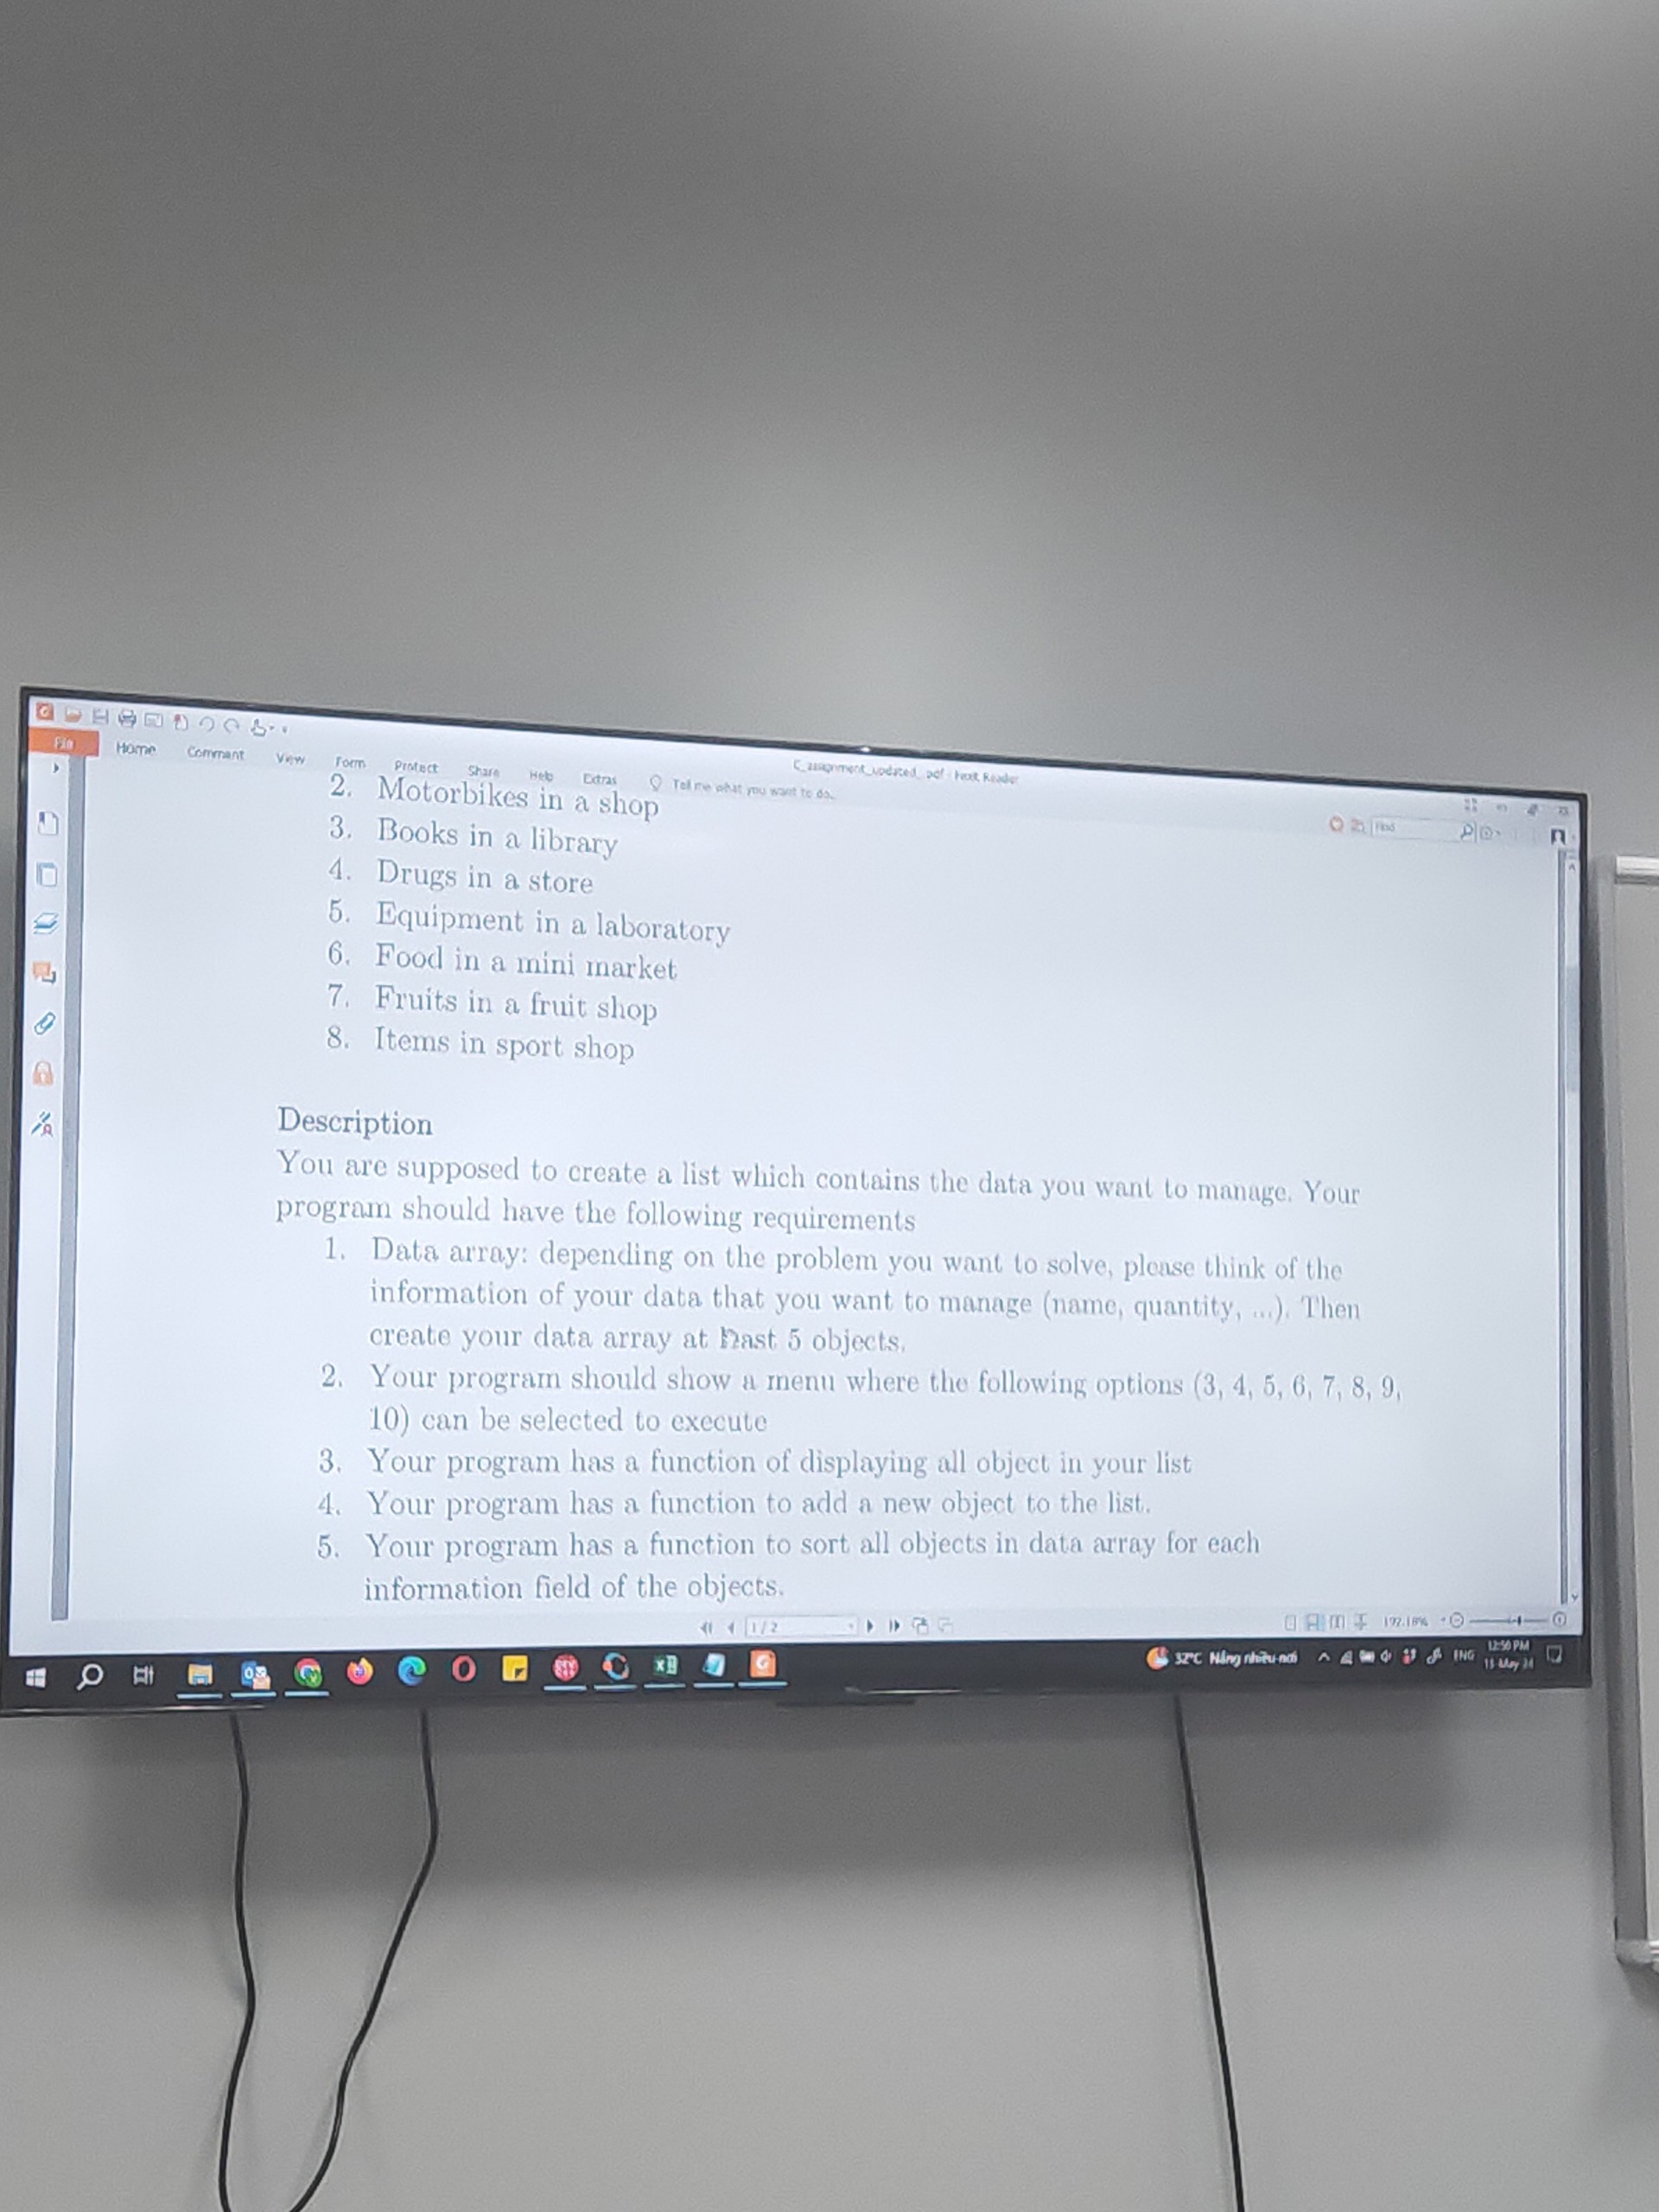 File Home Comment View Form Protect Share Help Extras Tell me what you want to do..
C_assignment_updated_.pdf - Foxit Reader
Find
2. Motorbikes in a shop
3. Books in a library
4. Drugs in a store
5. Equipment in a laboratory
6. Food in a mini market
7. Fruits in a fruit shop
8. Items in sport shop
Description
You are supposed to create a list which contains the data you want to manage. Your
program should have the following requirements
1. Data array: depending on the problem you want to solve, please think of the
information of your data that you want to manage (name, quantity, ...). Then
create your data array at least 5 objects.
2. Your program should show a menu where the following options (3, 4, 5, 6, 7, 8, 9,
10) can be selected to execute
3. Your program has a function of displaying all object in your list
4. Your program has a function to add a new object to the list.
5. Your program has a function to sort all objects in data array for each
information field of the objects.
1 / 2
192.18%
32°C Nắng nhiều nơi
ENG
12:50 PM